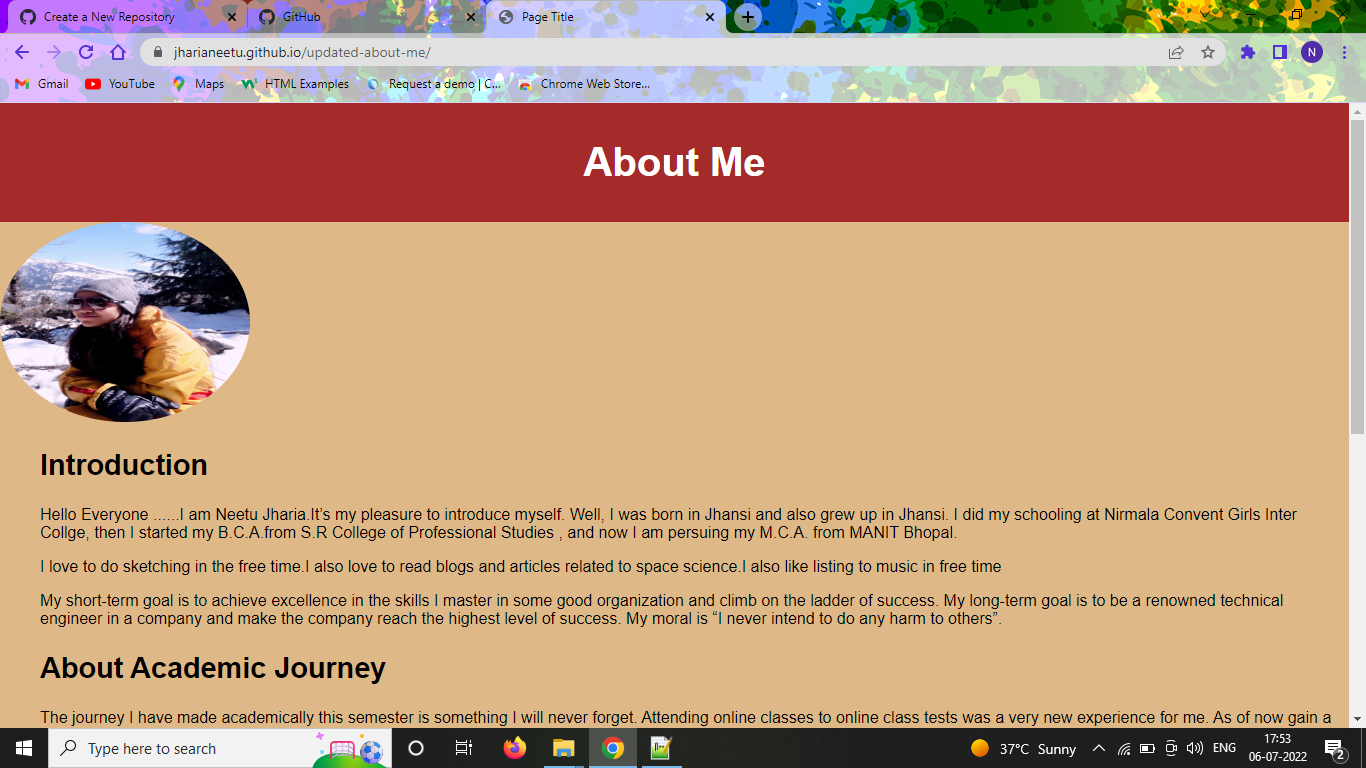 Create a New Repository
GitHub
Page Title
jharianeetu.github.io/updated-about-me/
N
Gmail
YouTube
Maps
HTML Examples
Request a demo | C...
Chrome Web Store...
About Me
Introduction
Hello Everyone ......I am Neetu Jharia.It’s my pleasure to introduce myself. Well, I was born in Jhansi and also grew up in Jhansi. I did my schooling at Nirmala Convent Girls Inter
Collge, then I started my B.C.A.from S.R College of Professional Studies , and now I am persuing my M.C.A. from MANIT Bhopal.
I love to do sketching in the free time.I also love to read blogs and articles related to space science.I also like listing to music in free time
My short-term goal is to achieve excellence in the skills I master in some good organization and climb on the ladder of success. My long-term goal is to be a renowned technical
engineer in a company and make the company reach the highest level of success. My moral is “I never intend to do any harm to others”.
About Academic Journey
The journey I have made academically this semester is something I will never forget. Attending online classes to online class tests was a very new experience for me. As of now gain a
Type here to search
37°C Sunny
ENG
17:53
06-07-2022
2